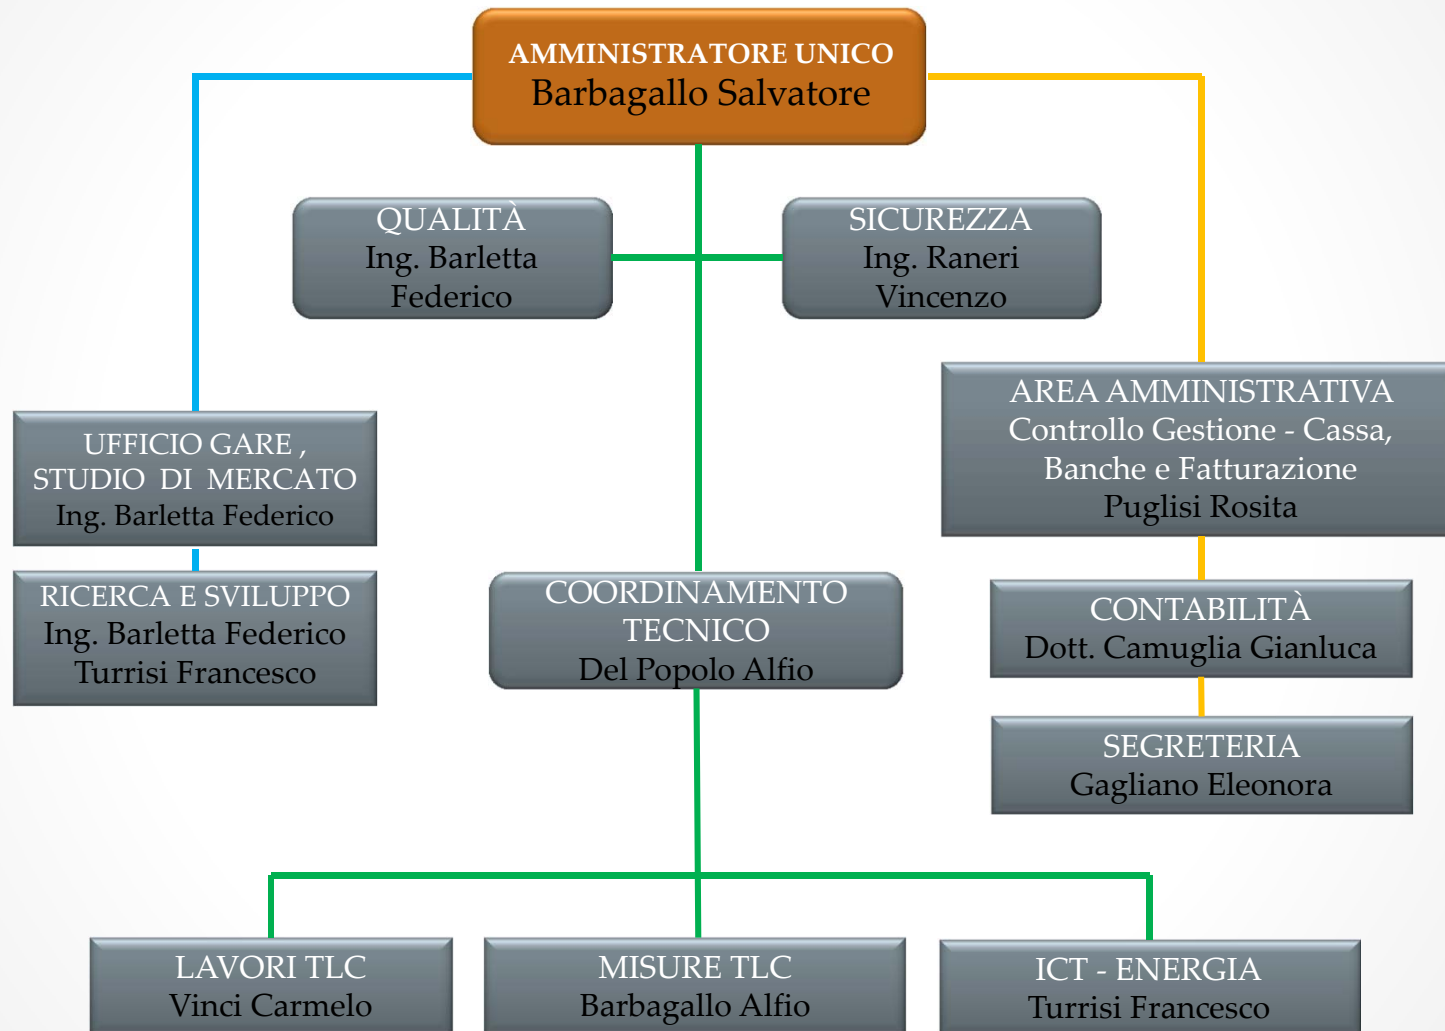 AMMINISTRATORE UNICO
Barbagallo Salvatore
QUALITÀ
Ing. Barletta
Federico
SICUREZZA
Ing. Raneri
Vincenzo
UFFICIO GARE ,
STUDIO DI MERCATO
Ing. Barletta Federico
AREA AMMINISTRATIVA
Controllo Gestione - Cassa,
Banche e Fatturazione
Puglisi Rosita
RICERCA E SVILUPPO
Ing. Barletta Federico
Turrisi Francesco
COORDINAMENTO
TECNICO
Del Popolo Alfio
CONTABILITÀ
Dott. Camuglia Gianluca
SEGRETERIA
Gagliano Eleonora
LAVORI TLC
Vinci Carmelo
MISURE TLC
Barbagallo Alfio
ICT - ENERGIA
Turrisi Francesco